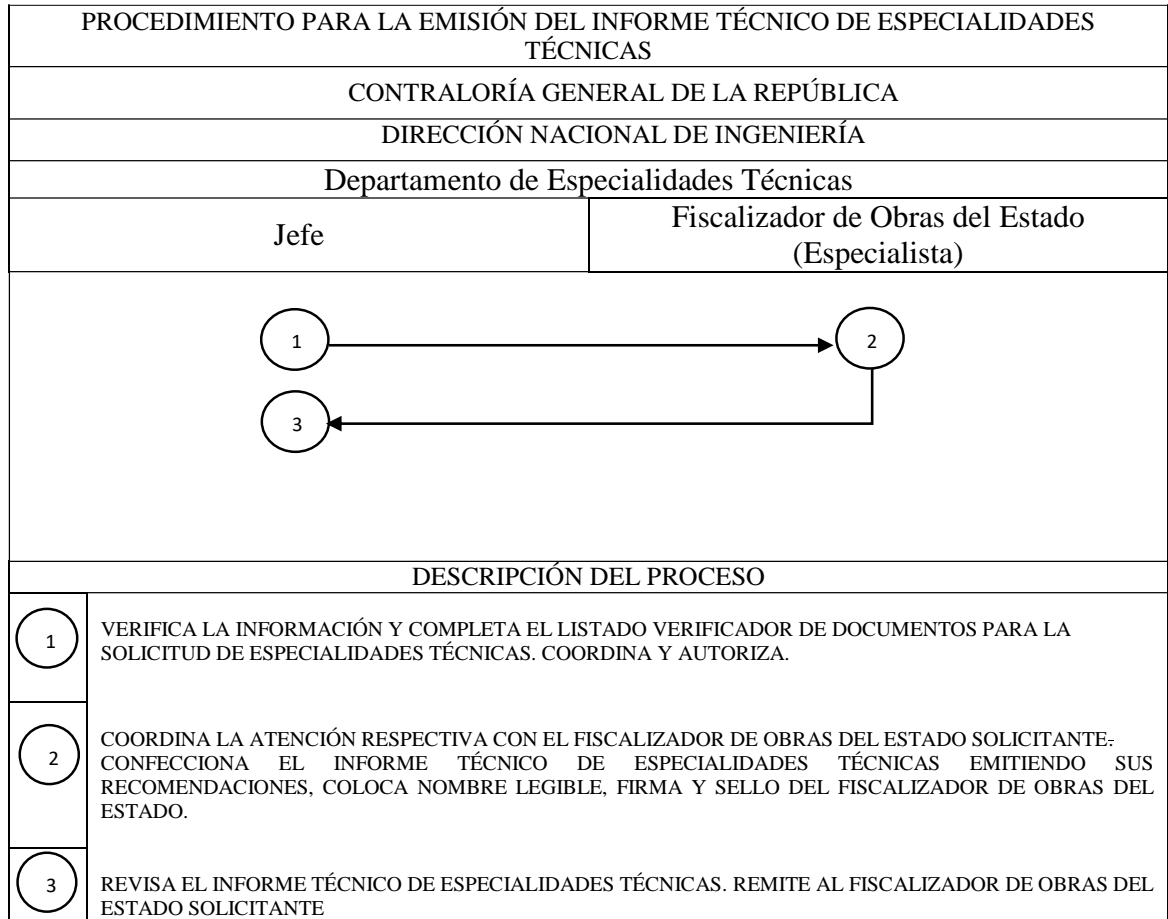 PROCEDIMIENTO PARA LA EMISIÓN DEL INFORME TÉCNICO DE ESPECIALIDADES
TÉCNICAS
CONTRALORÍA GENERAL DE LA REPÚBLICA
DIRECCIÓN NACIONAL DE INGENIERÍA
Departamento de Especialidades Técnicas
Jefe
Fiscalizador de Obras del Estado
(Especialista)
1
2
3
DESCRIPCIÓN DEL PROCESO
1
VERIFICA LA INFORMACIÓN Y COMPLETA EL LISTADO VERIFICADOR DE DOCUMENTOS PARA LA
SOLICITUD DE ESPECIALIDADES TÉCNICAS. COORDINA Y AUTORIZA.
2
COORDINA LA ATENCIÓN RESPECTIVA CON EL FISCALIZADOR DE OBRAS DEL ESTADO SOLICITANTE.
CONFECCIONA EL INFORME TÉCNICO DE ESPECIALIDADES TÉCNICAS EMITIENDO SUS
RECOMENDACIONES, COLOCA NOMBRE LEGIBLE, FIRMA Y SELLO DEL FISCALIZADOR DE OBRAS DEL
ESTADO.
3
REVISA EL INFORME TÉCNICO DE ESPECIALIDADES TÉCNICAS. REMITE AL FISCALIZADOR DE OBRAS DEL
ESTADO SOLICITANTE